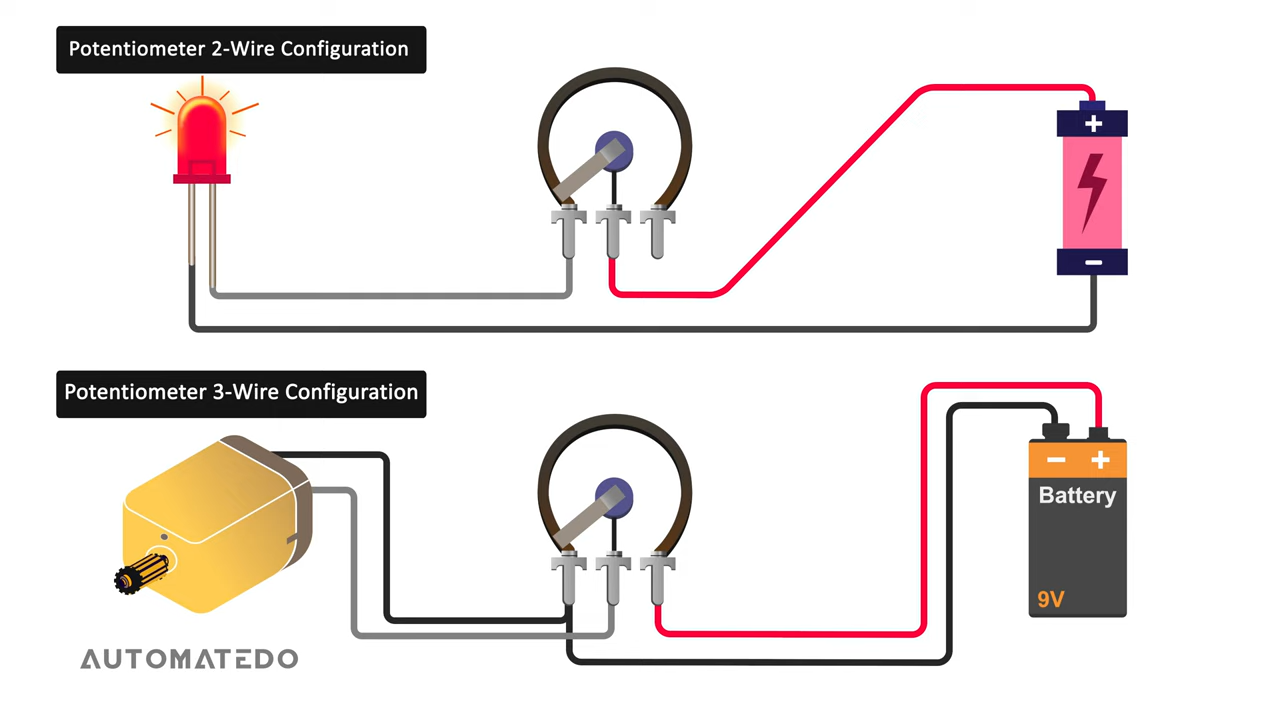 Potentiometer 2-Wire Configuration
+
−
Potentiometer 3-Wire Configuration
− +
Battery
9V
AUTOMATEDO